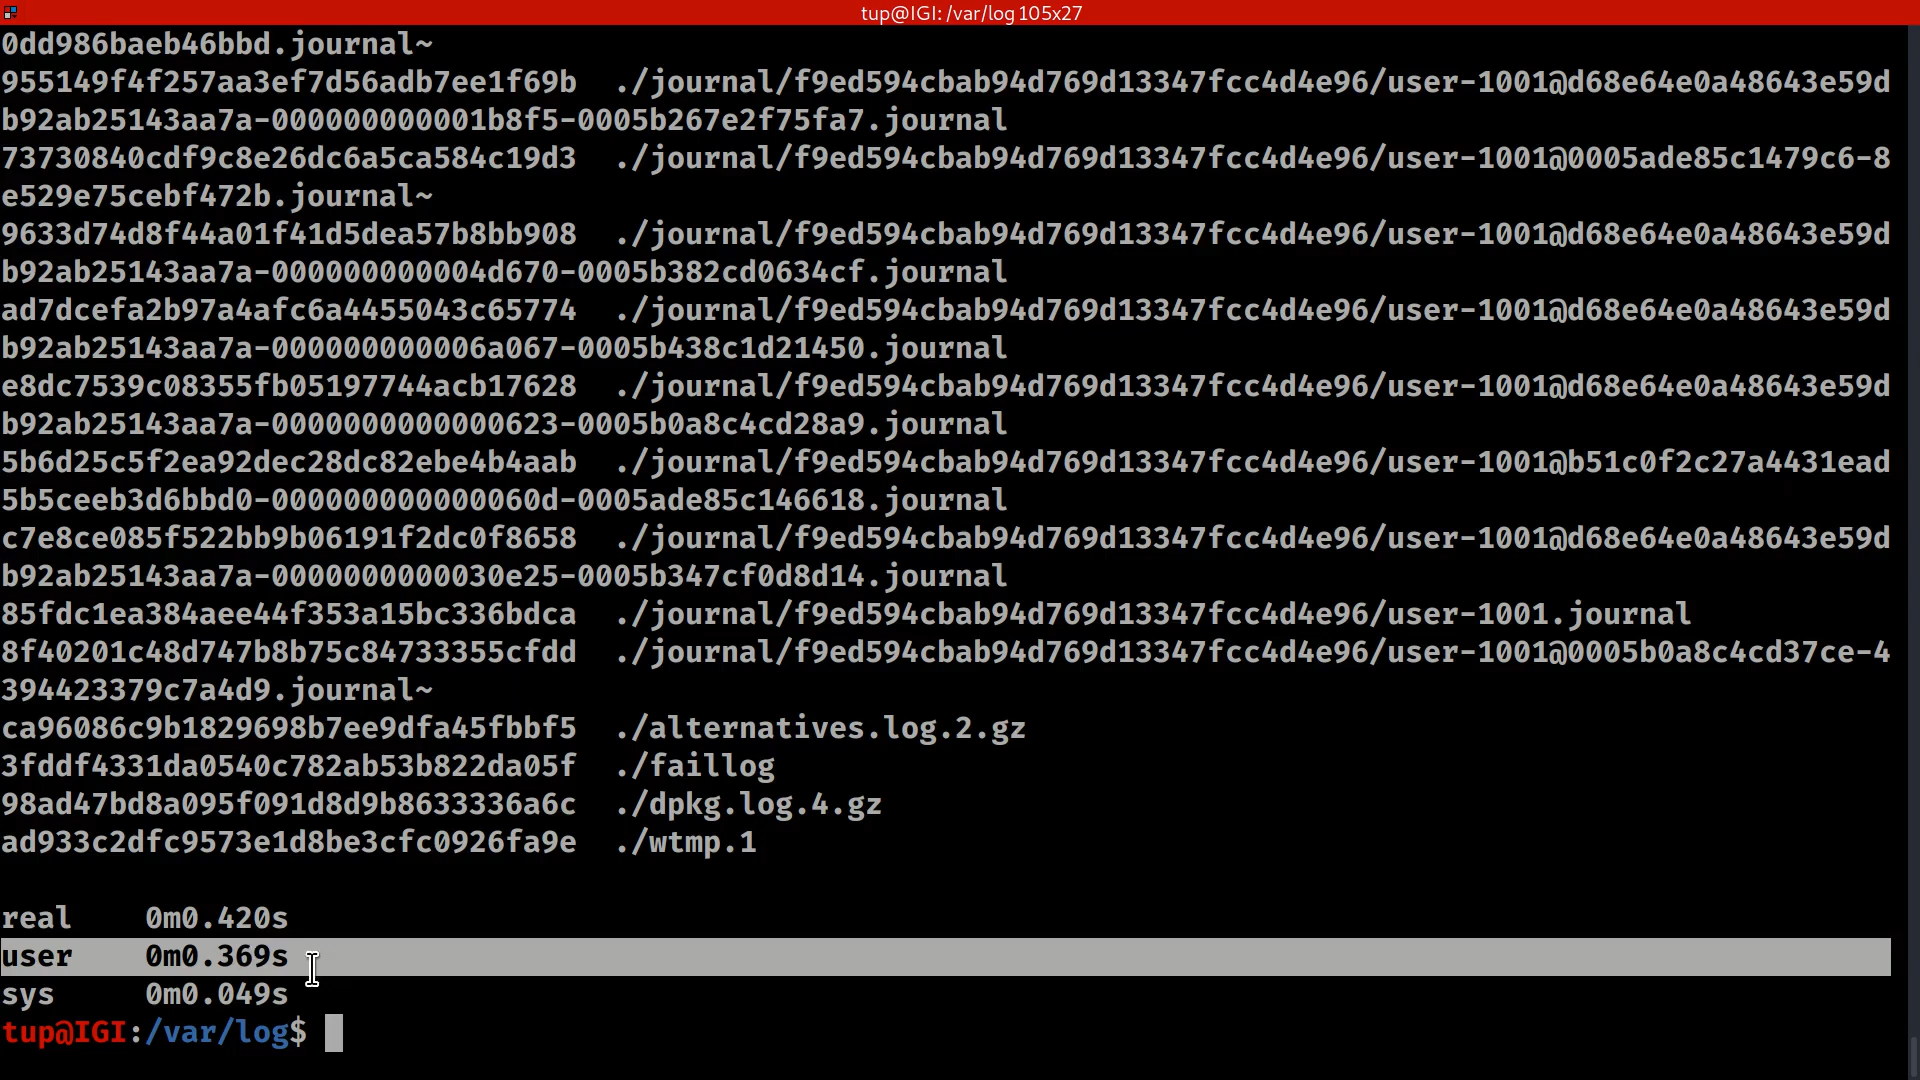 tup@IGI: /var/log 105x27
0dd986baeb46bbd.journal~
955149f4f257aa3ef7d56adb7ee1f69b  ./journal/f9ed594cbab94d769d13347fcc4d4e96/user-1001@d68e64e0a48643e59d
b92ab25143aa7a-000000000001b8f5-0005b267e2f75fa7.journal
73730840cdf9c8e26dc6a5ca584c19d3  ./journal/f9ed594cbab94d769d13347fcc4d4e96/user-1001@0005ade85c1479c6-8
e529e75cebf472b.journal~
9633d74d8f44a01f41d5dea57b8bb908  ./journal/f9ed594cbab94d769d13347fcc4d4e96/user-1001@d68e64e0a48643e59d
b92ab25143aa7a-000000000004d670-0005b382cd0634cf.journal
ad7dcefa2b97a4afc6a4455043c65774  ./journal/f9ed594cbab94d769d13347fcc4d4e96/user-1001@d68e64e0a48643e59d
b92ab25143aa7a-000000000006a067-0005b438c1d21450.journal
e8dc7539c08355fb05197744acb17628  ./journal/f9ed594cbab94d769d13347fcc4d4e96/user-1001@d68e64e0a48643e59d
b92ab25143aa7a-0000000000000623-0005b0a8c4cd28a9.journal
5b6d25c5f2ea92dec28dc82ebe4b4aab  ./journal/f9ed594cbab94d769d13347fcc4d4e96/user-1001@b51c0f2c27a4431ead
5b5ceeb3d6bbd0-000000000000060d-0005ade85c146618.journal
c7e8ce085f522bb9b06191f2dc0f8658  ./journal/f9ed594cbab94d769d13347fcc4d4e96/user-1001@d68e64e0a48643e59d
b92ab25143aa7a-0000000000030e25-0005b347cf0d8d14.journal
85fdc1ea384aee44f353a15bc336bdca  ./journal/f9ed594cbab94d769d13347fcc4d4e96/user-1001.journal
8f40201c48d747b8b75c84733355cfdd  ./journal/f9ed594cbab94d769d13347fcc4d4e96/user-1001@0005b0a8c4cd37ce-4
394423379c7a4d9.journal~
ca96086c9b1829698b7ee9dfa45fbbf5  ./alternatives.log.2.gz
3fddf4331da0540c782ab53b822da05f  ./faillog
98ad47bd8a095f091d8d9b8633336a6c  ./dpkg.log.4.gz
ad933c2dfc9573e1d8be3cfc0926fa9e  ./wtmp.1
real    0m0.420s
user    0m0.369s
sys     0m0.049s
tup@IGI:/var/log$